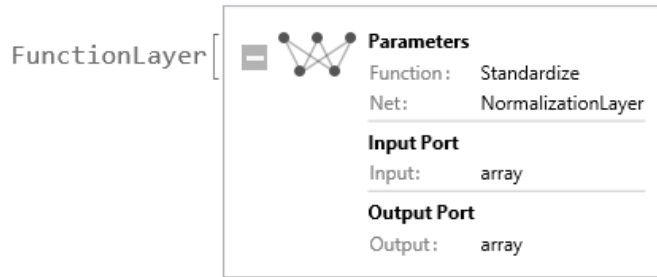 FunctionLayer[
Parameters
Function: Standardize
Net: NormalizationLayer
Input Port
Input: array
Output Port
Output: array